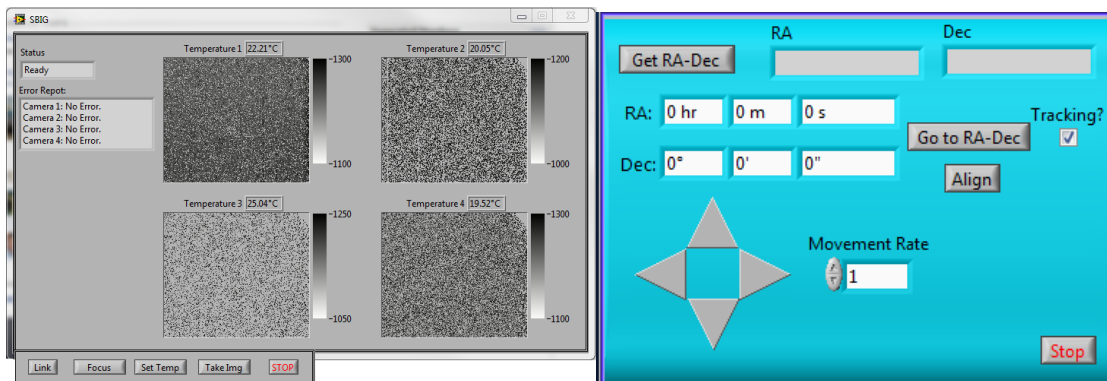 SBIG
Status
Ready
Error Repot:
Camera 1: No Error.
Camera 2: No Error.
Camera 3: No Error.
Camera 4: No Error.
Temperature 1 22.21°C
-1300
-1100
Temperature 2 20.05°C
-1200
-1000
Temperature 3 25.04°C
-1250
-1050
Temperature 4 19.52°C
-1300
-1100
Link Focus Set Temp Take Img STOP
RA Dec
Get RA-Dec
RA: 0 hr 0 m 0 s
Tracking?
Go to RA-Dec
Dec: 0° 0' 0"
Align
Movement Rate
1
Stop